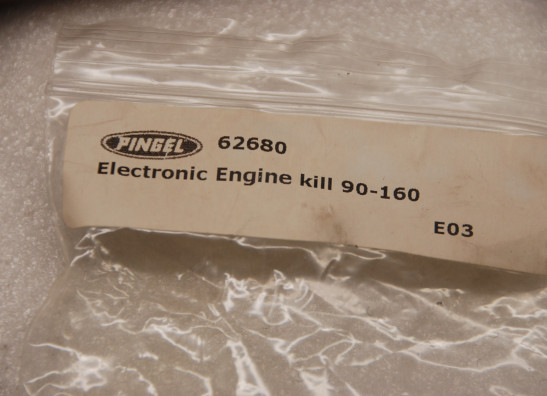 PINGEL 62680
Electronic Engine kill 90-160
E03